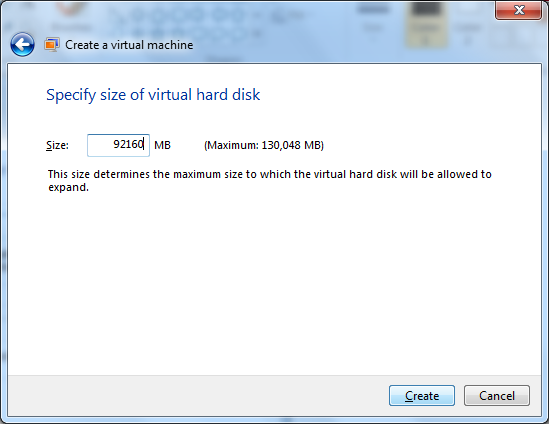 Create a virtual machine
Specify size of virtual hard disk
Size: 92160 MB (Maximum: 130,048 MB)
This size determines the maximum size to which the virtual hard disk will be allowed to
expand.
Create Cancel